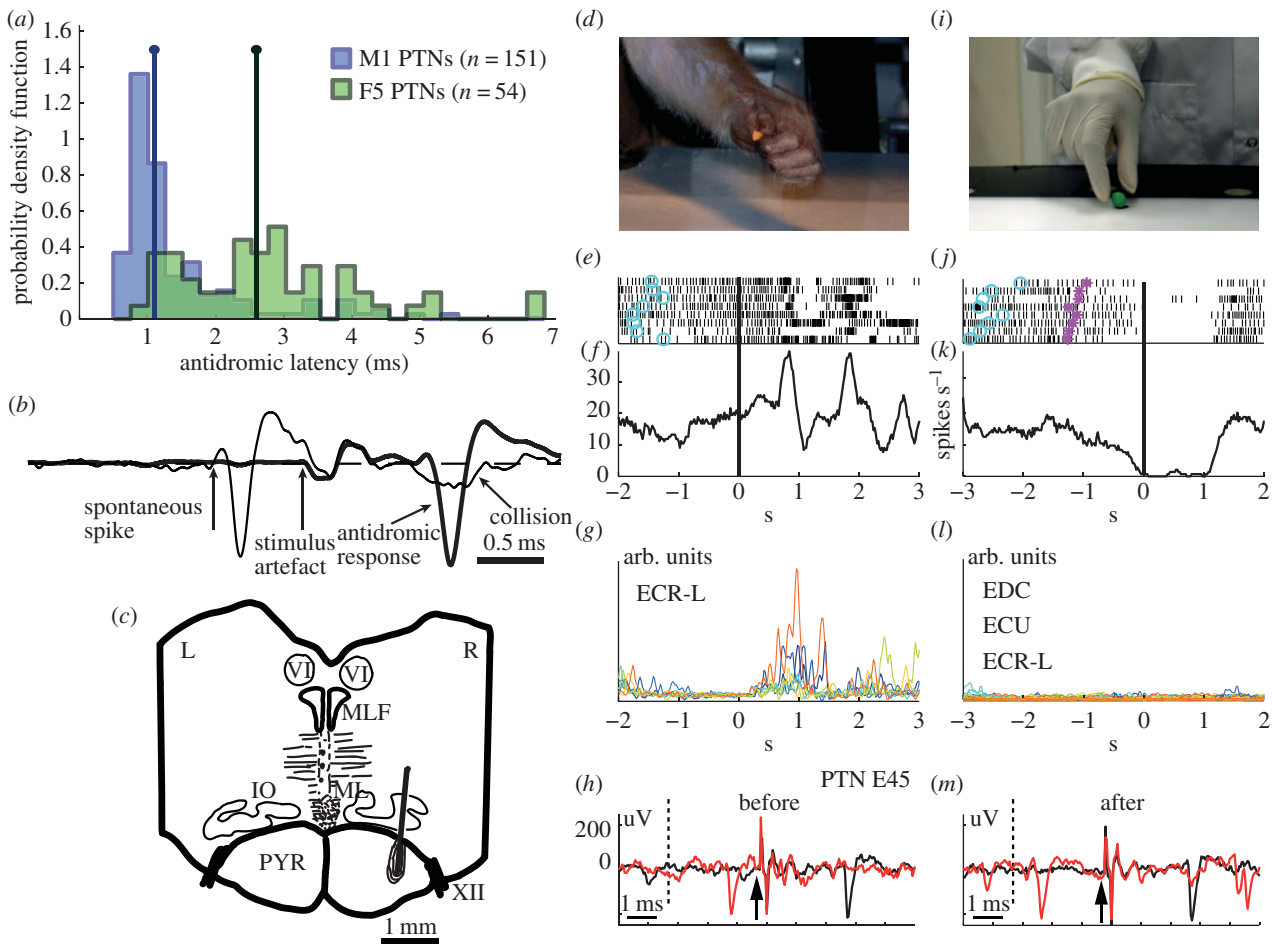 (a)
1.6
1.4
1.2
1.0
0.8
0.6
0.4
0.2
0
probability density function
M1 PTNs (n = 151)
F5 PTNs (n = 54)
1 2 3 4 5 6 7
antidromic latency (ms)
(b)
spontaneous
spike
stimulus
artefact
antidromic
response
collision
0.5 ms
(c)
L
R
VI
VI
MLF
IO
ML
PYR
XII
1 mm
(d)
(e)
(f)
30
20
10
0
−2 −1 0 1 2 3
s
(g)
arb. units
ECR-L
−2 −1 0 1 2 3
s
PTN E45
(h)
before
uV
200
0
1 ms
(i)
(j)
(k)
spikes s⁻¹
−3 −2 −1 0 1 2
s
(l)
arb. units
EDC
ECU
ECR-L
−3 −2 −1 0 1 2
s
(m)
after
uV
1 ms